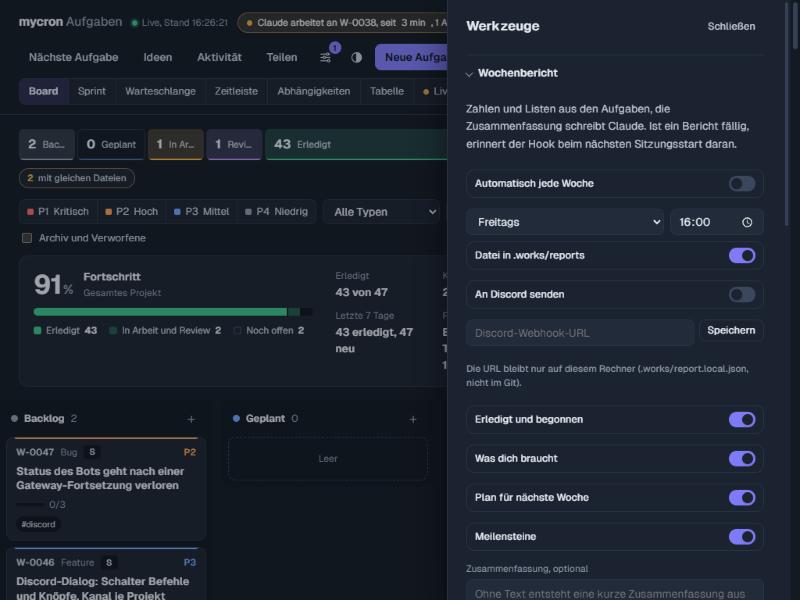 mycron Aufgaben
Live, Stand 16:26:21
Claude arbeitet an W-0038, seit 3 min , 1 A
Nächste Aufgabe
Ideen
Aktivität
Teilen
1
Neue Aufga
Board
Sprint
Warteschlange
Zeitleiste
Abhängigkeiten
Tabelle
Liv
2 Bac...
0 Geplant
1 In Ar...
1 Revi...
43 Erledigt
2 mit gleichen Dateien
P1 Kritisch
P2 Hoch
P3 Mittel
P4 Niedrig
Alle Typen
Archiv und Verworfene
91%
Fortschritt
Gesamtes Projekt
Erledigt 43
In Arbeit und Review 2
Noch offen 2
Erledigt
43 von 47
Letzte 7 Tage
43 erledigt, 47
neu
Backlog 2
+
W-0047 Bug S P2
Status des Bots geht nach einer
Gateway-Fortsetzung verloren
0/3
#discord
W-0046 Feature S P3
Discord-Dialog: Schalter Befehle
und Knöpfe, Kanal je Projekt
Geplant 0
+
Leer
Werkzeuge
Schließen
Wochenbericht
Zahlen und Listen aus den Aufgaben, die
Zusammenfassung schreibt Claude. Ist ein Bericht fällig,
erinnert der Hook beim nächsten Sitzungsstart daran.
Automatisch jede Woche
Freitags
16:00
Datei in .works/reports
An Discord senden
Discord-Webhook-URL
Speichern
Die URL bleibt nur auf diesem Rechner (.works/report.local.json,
nicht im Git).
Erledigt und begonnen
Was dich braucht
Plan für nächste Woche
Meilensteine
Zusammenfassung, optional
Ohne Text entsteht eine kurze Zusammenfassung aus